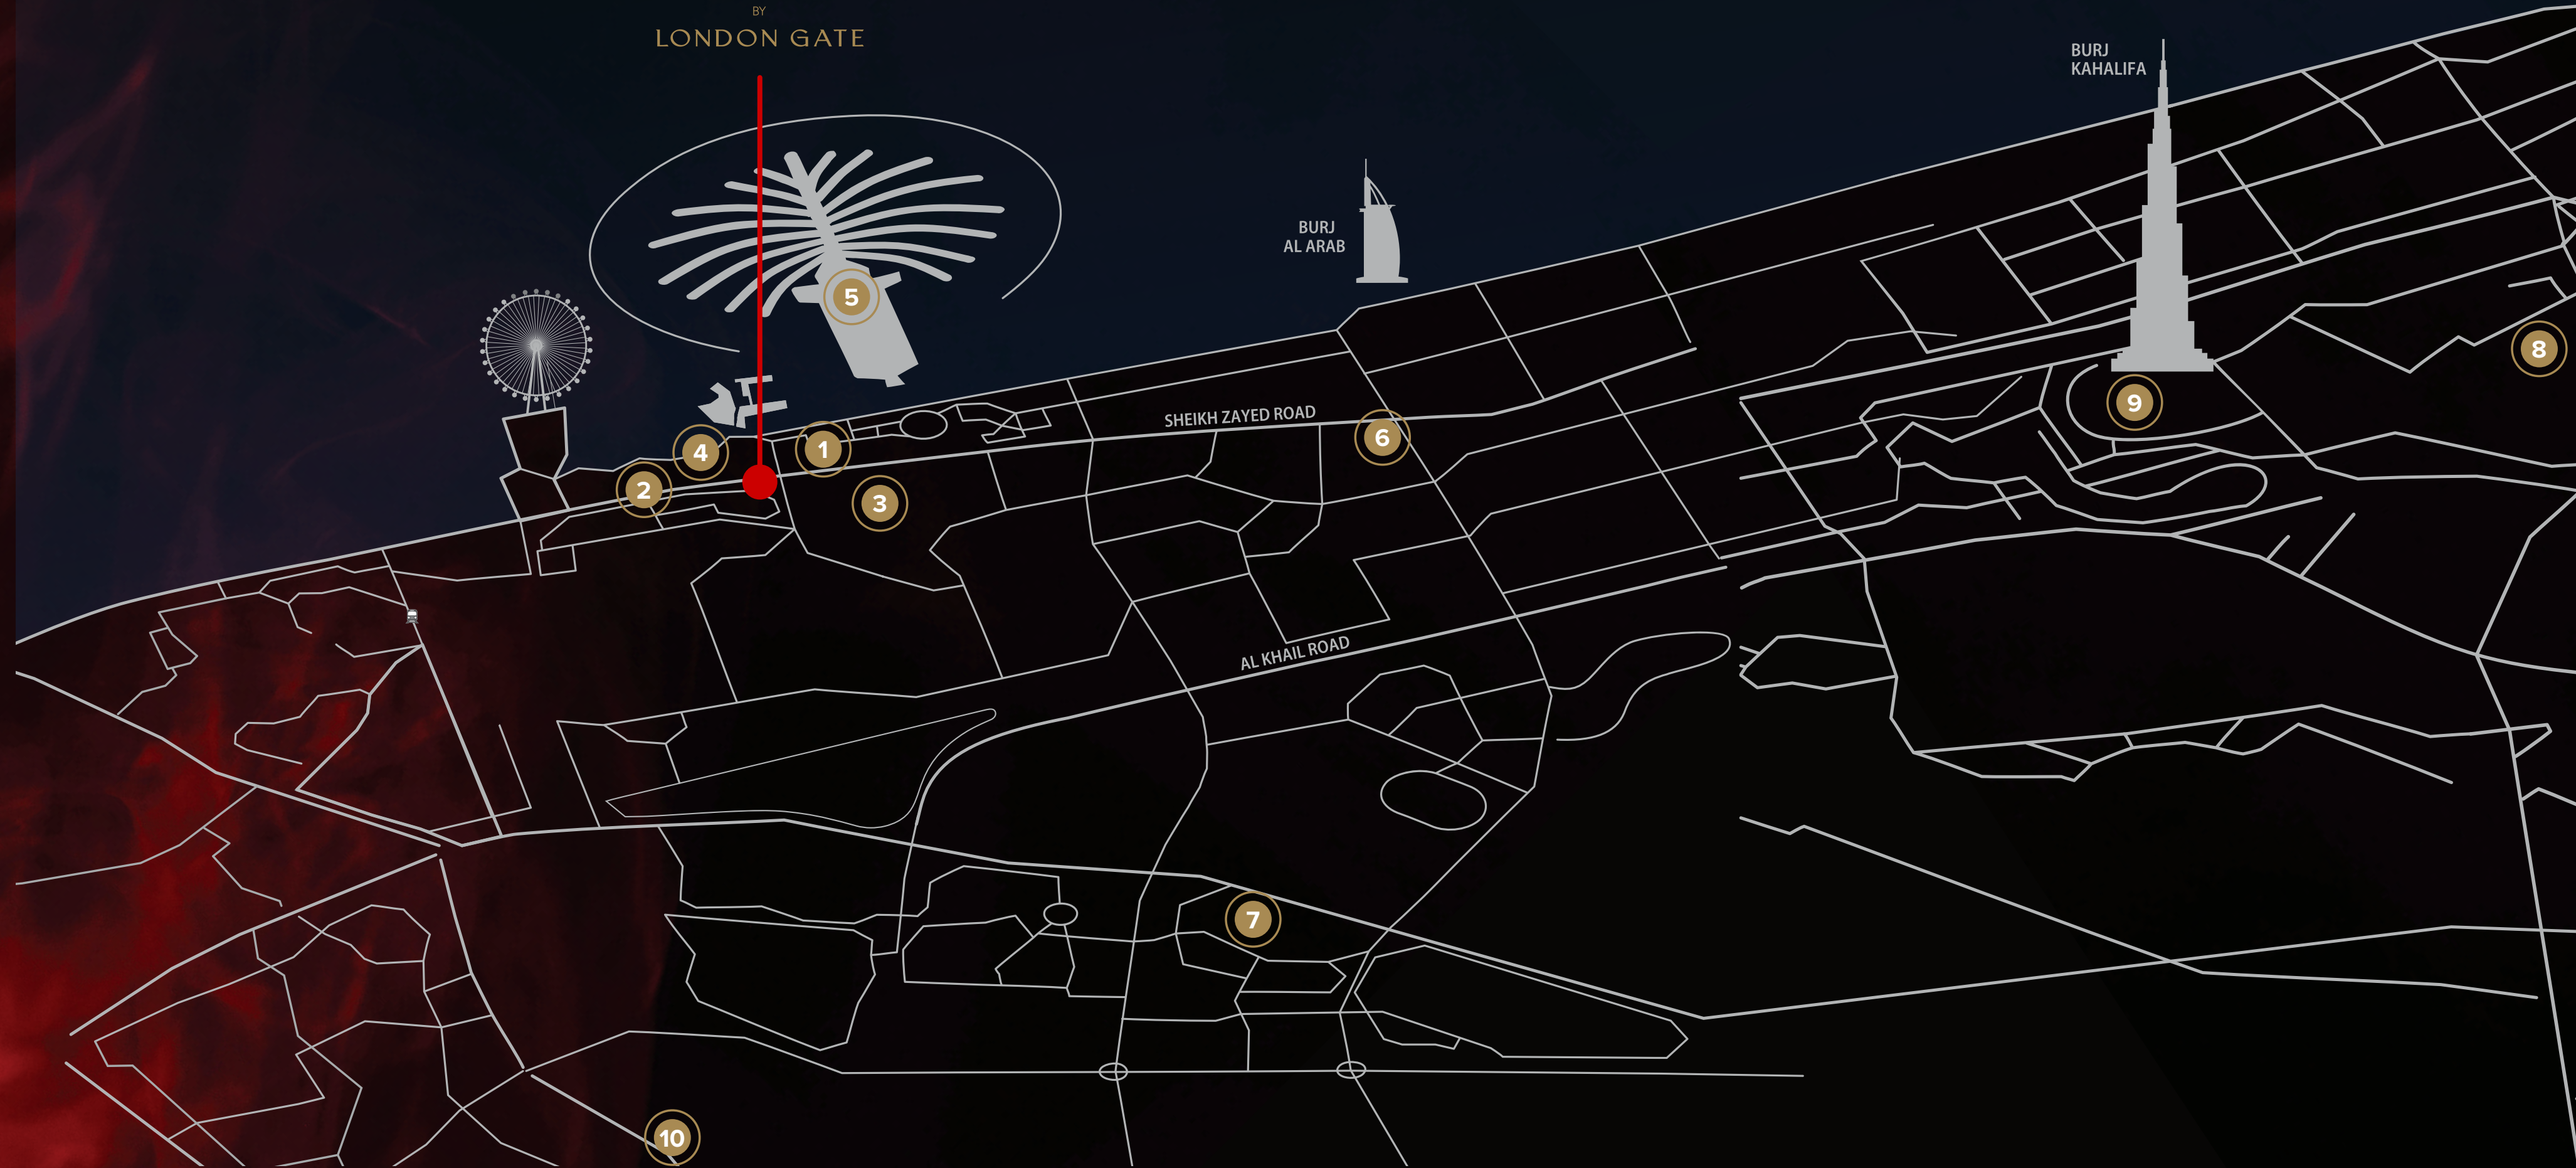 BY
LONDON GATE
BURJ
KAHALIFA
BURJ
AL ARAB
5
8
9
SHEIKH ZAYED ROAD
6
1
4
2
3
AL KHAIL ROAD
7
10